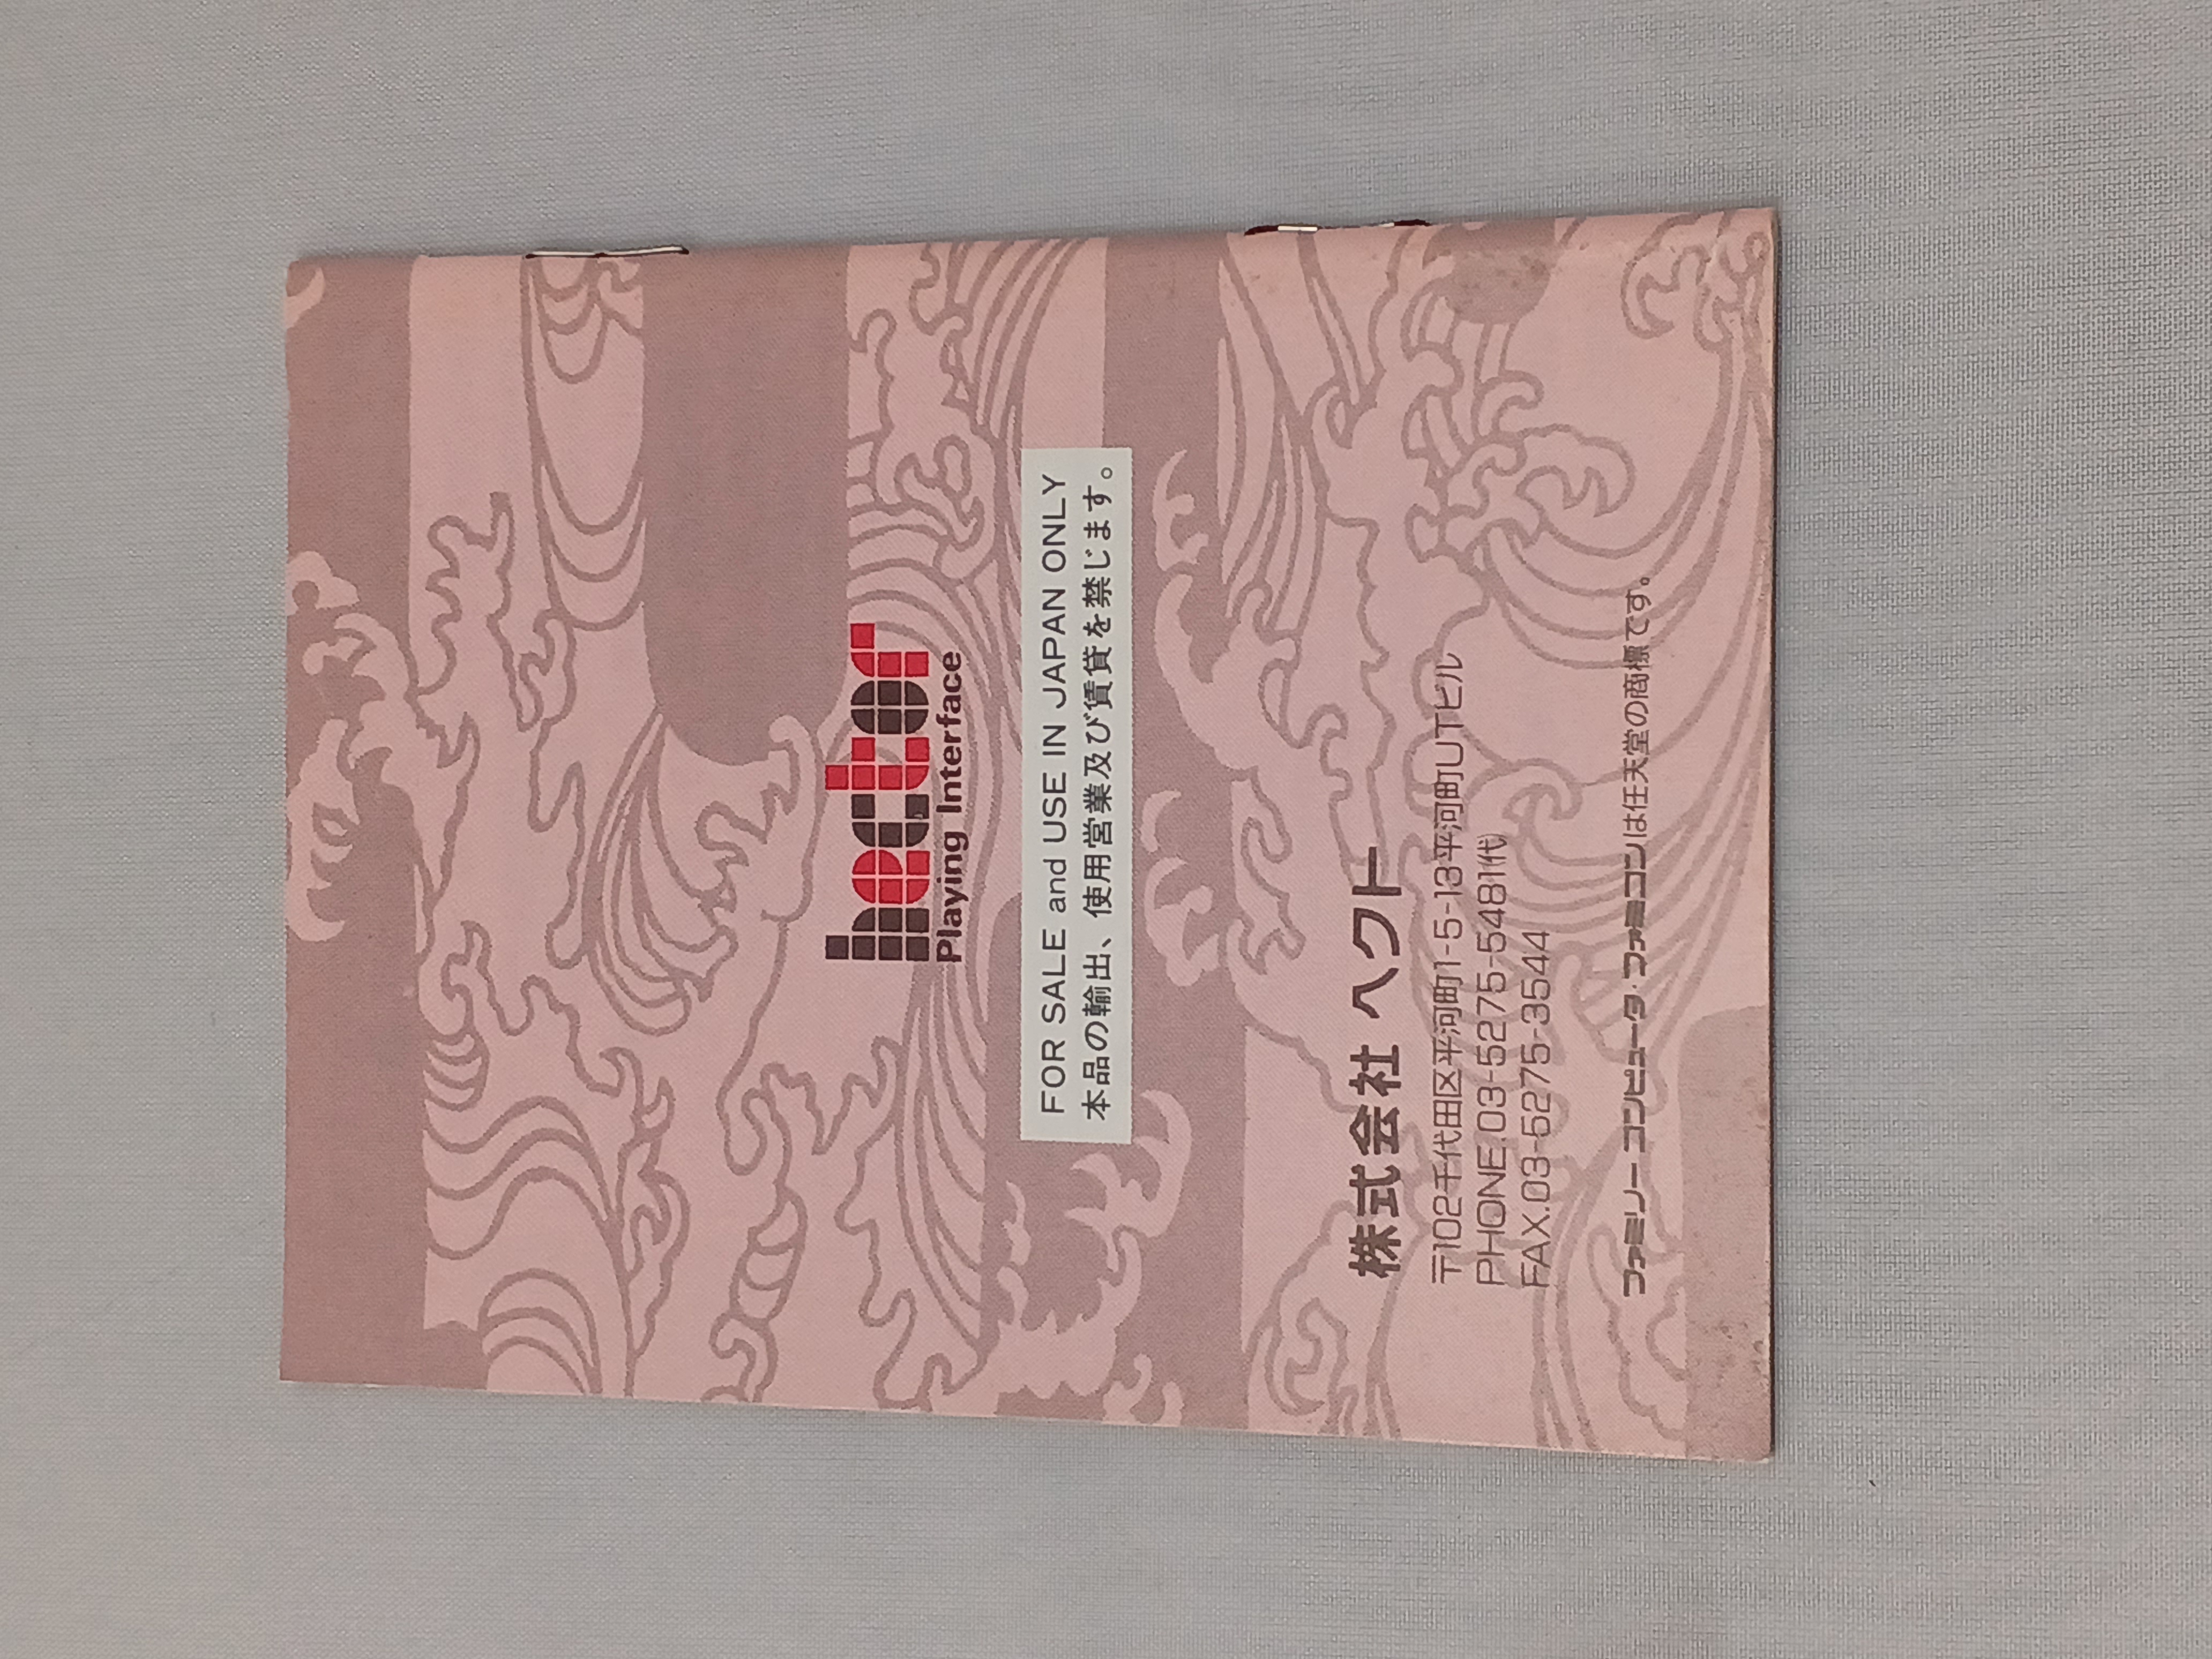 hector
Playing Interface
FOR SALE and USE IN JAPAN ONLY
本品の輸出、使用営業及び賃貸を禁じます。
株式会社 ヘクト
〒102千代田区平河町1-5-13平河町UTビル
PHONE.03-5275-5481(代)
FAX.03-5275-3544
ファミリーコンピュータ・ファミコンは任天堂の商標です。